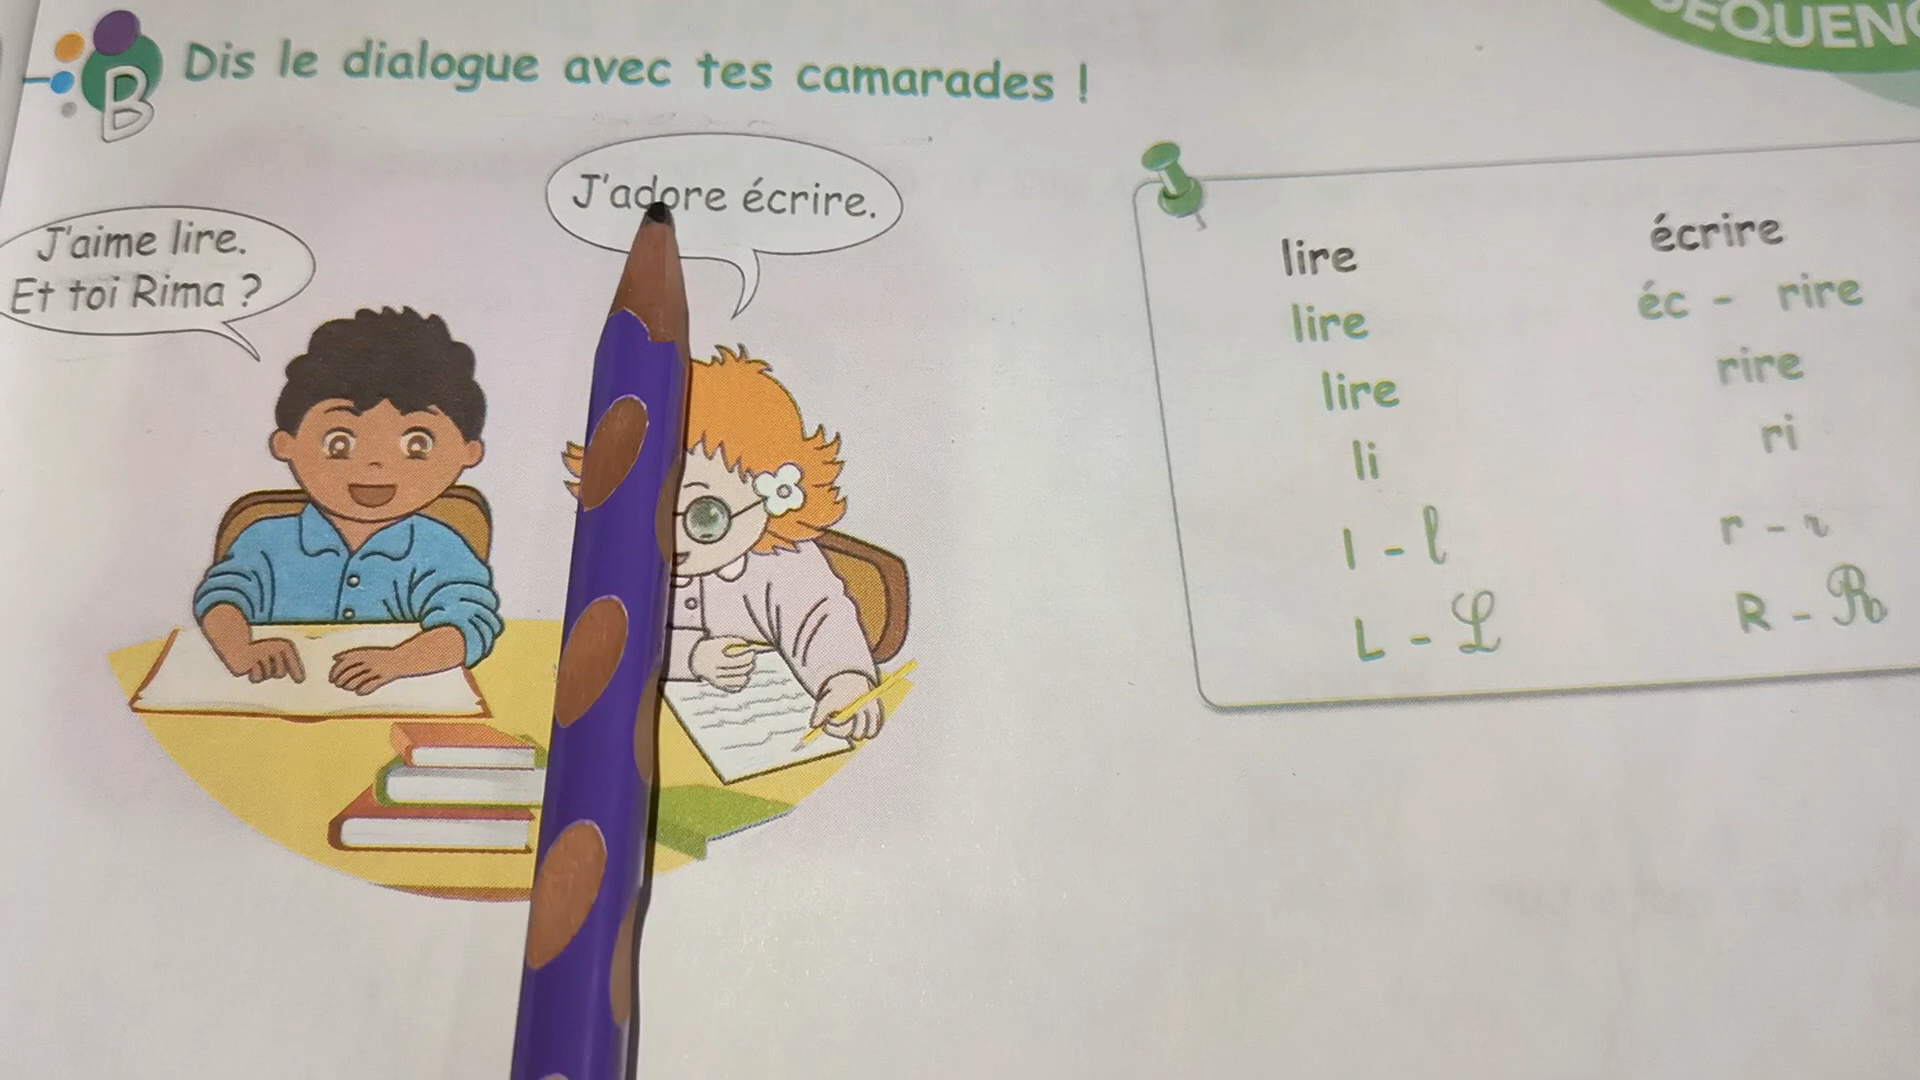 SEQUENC
B Dis le dialogue avec tes camarades !
J'aime lire.
Et toi Rima ?
J'adore écrire.
lire
lire
lire
li
l - l
L - L
écrire
éc - rire
rire
ri
r - r
R - R